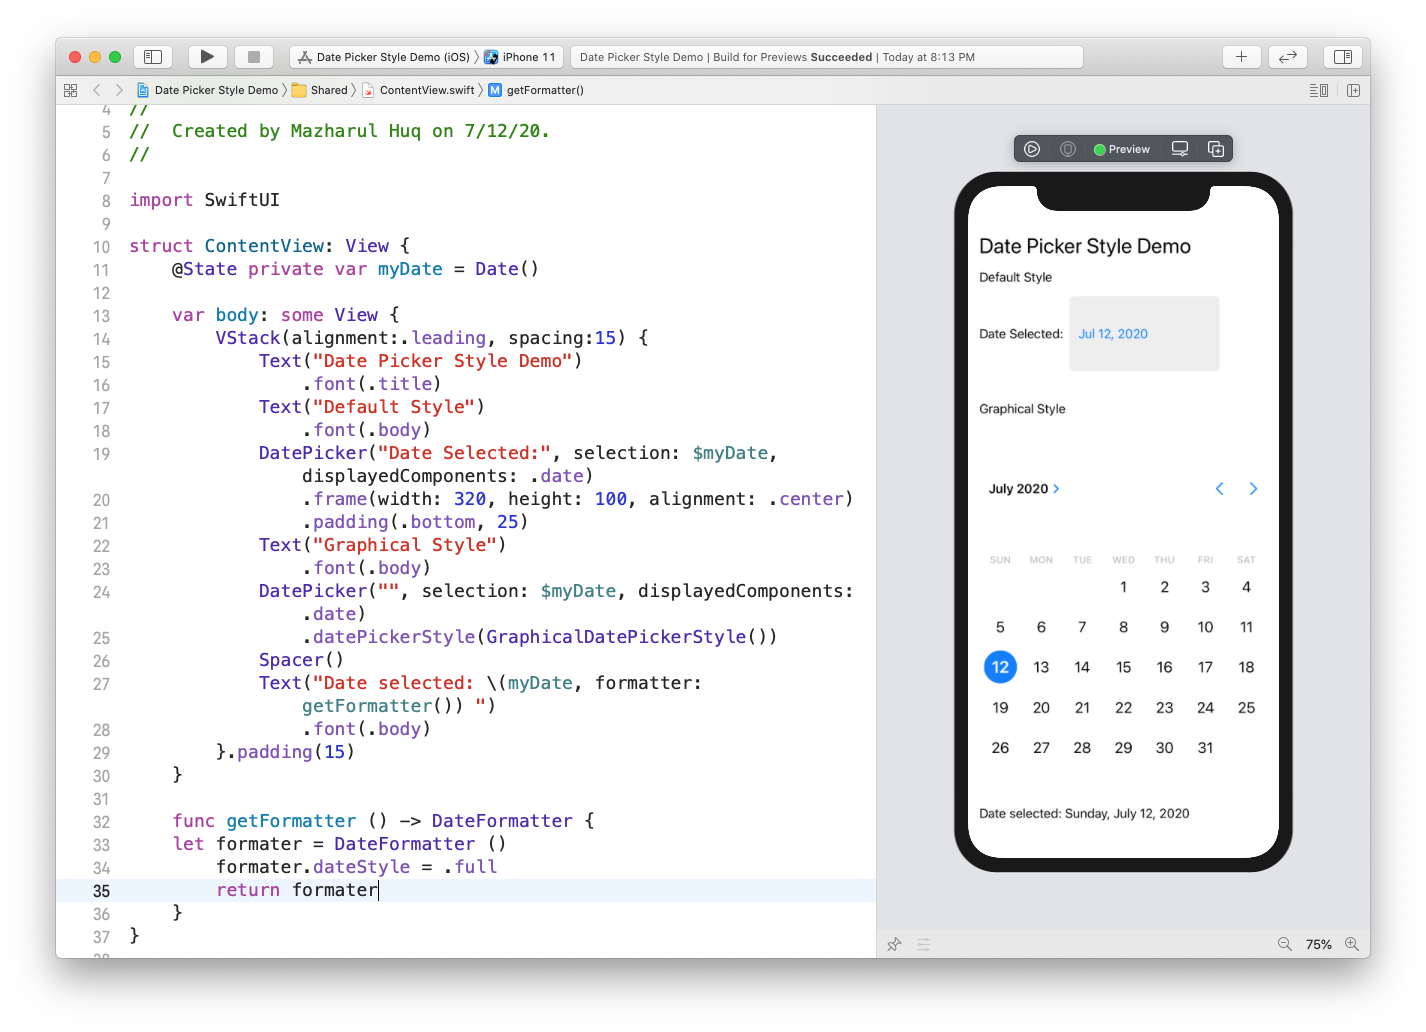 Date Picker Style Demo (iOS) iPhone 11
Date Picker Style Demo | Build for Previews Succeeded | Today at 8:13 PM
Date Picker Style Demo Shared ContentView.swift M getFormatter()
4 //
5 //  Created by Mazharul Huq on 7/12/20.
6 //
7
8 import SwiftUI
9
10 struct ContentView: View {
11     @State private var myDate = Date()
12
13     var body: some View {
14         VStack(alignment:.leading, spacing:15) {
15             Text("Date Picker Style Demo")
16                 .font(.title)
17             Text("Default Style")
18                 .font(.body)
19             DatePicker("Date Selected:", selection: $myDate,
                displayedComponents: .date)
20                 .frame(width: 320, height: 100, alignment: .center)
21                 .padding(.bottom, 25)
22             Text("Graphical Style")
23                 .font(.body)
24             DatePicker("", selection: $myDate, displayedComponents:
                .date)
25                 .datePickerStyle(GraphicalDatePickerStyle())
26             Spacer()
27             Text("Date selected: \(myDate, formatter:
                getFormatter()) ")
28                 .font(.body)
29         }.padding(15)
30     }
31
32     func getFormatter () -> DateFormatter {
33     let formater = DateFormatter ()
34         formater.dateStyle = .full
35         return formater
36     }
37 }
Preview
Date Picker Style Demo
Default Style
Date Selected: Jul 12, 2020
Graphical Style
July 2020
SUN MON TUE WED THU FRI SAT
1 2 3 4
5 6 7 8 9 10 11
12 13 14 15 16 17 18
19 20 21 22 23 24 25
26 27 28 29 30 31
Date selected: Sunday, July 12, 2020
75%